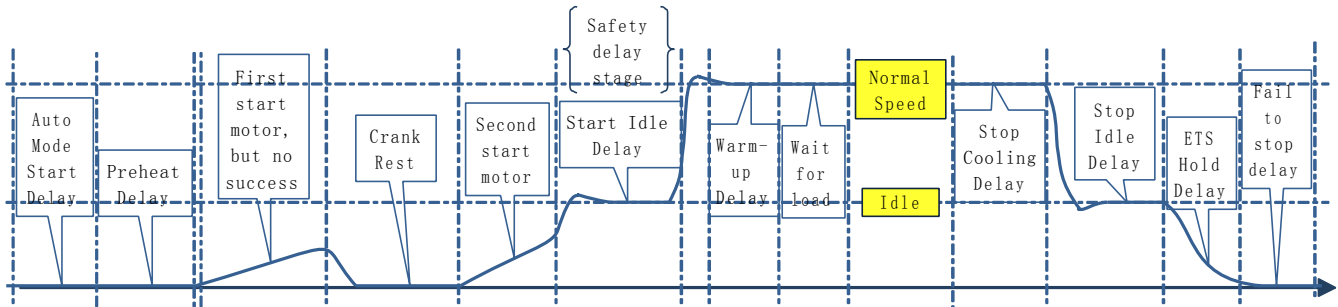 Auto
Mode
Start
Delay
Preheat
Delay
First
start
motor,
but no
success
Crank
Rest
Second
start
motor
Safety
delay
stage
Start Idle
Delay
Warm-
up
Delay
Wait
for
load
Normal
Speed
Idle
Stop
Cooling
Delay
Stop
Idle
Delay
ETS
Hold
Delay
Fail
to
stop
delay